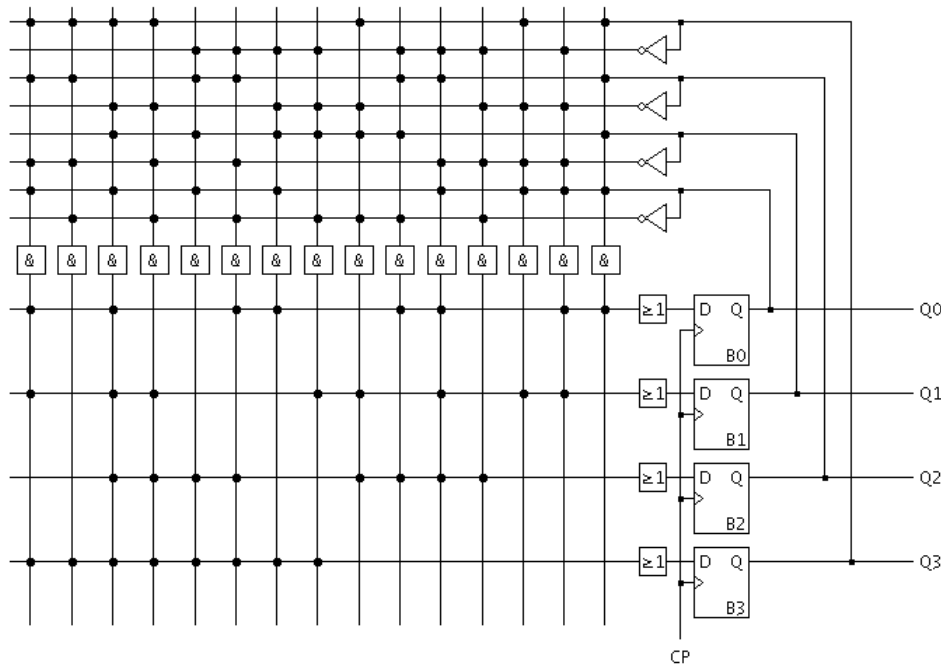 & & & & & & & & & & & & & & &
≥1 D Q Q0
B0
≥1 D Q Q1
B1
≥1 D Q Q2
B2
≥1 D Q Q3
B3
CP